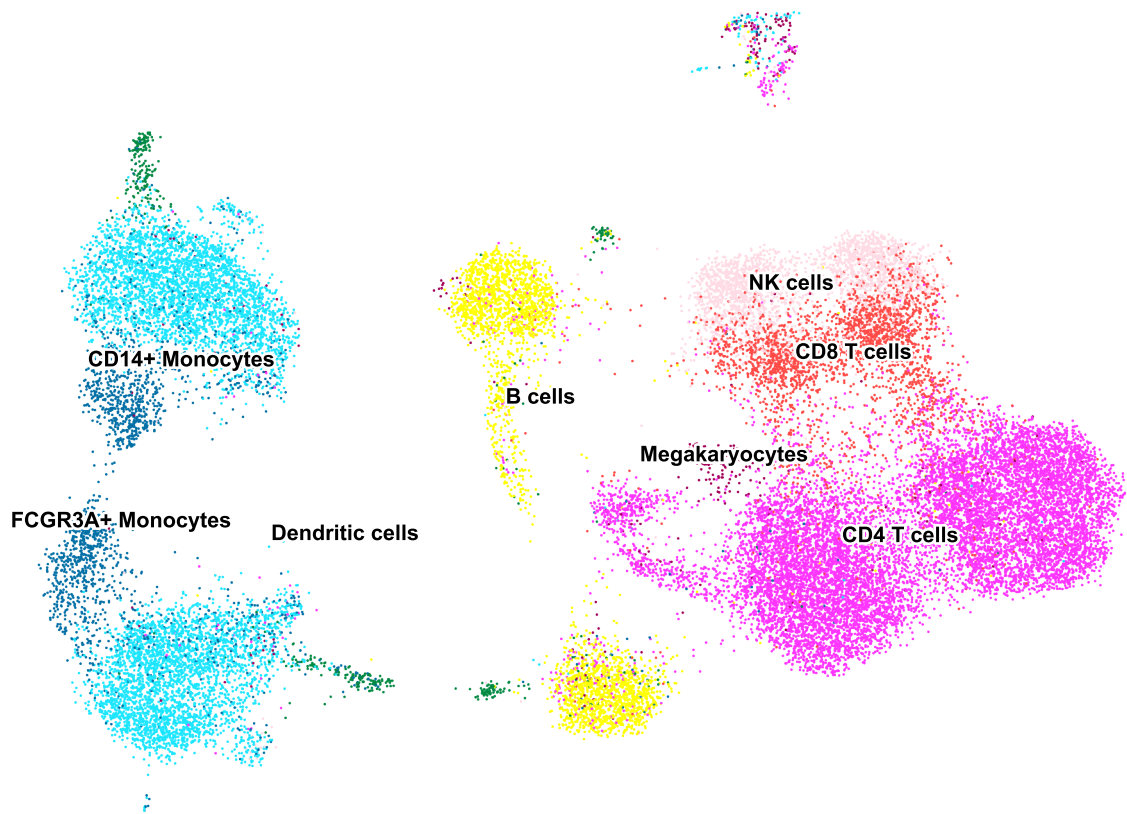 NK cells
CD8 T cells
CD14+ Monocytes
B cells
Megakaryocytes
FCGR3A+ Monocytes
Dendritic cells
CD4 T cells